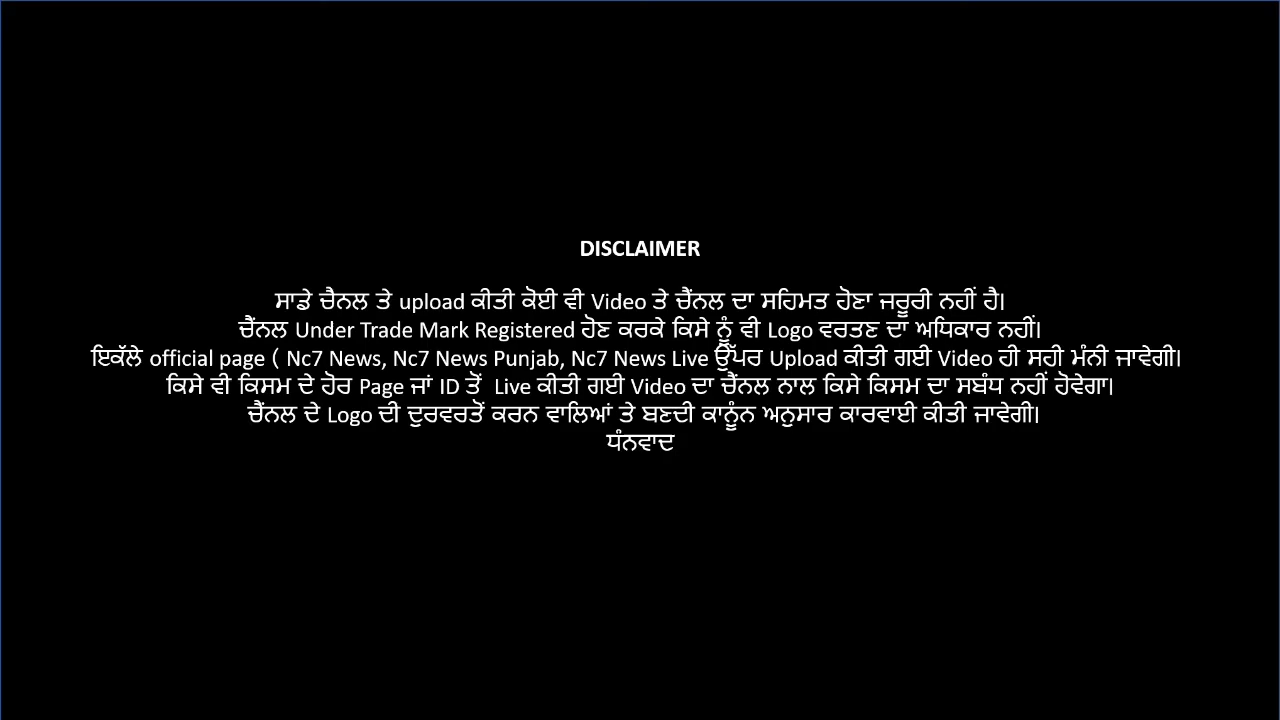 DISCLAIMER
ਸਾਡੇ ਚੈਨਲ ਤੇ upload ਕੀਤੀ ਕੋਈ ਵੀ Video ਤੇ ਚੈਂਨਲ ਦਾ ਸਹਿਮਤ ਹੋਣਾ ਜਰੂਰੀ ਨਹੀਂ ਹੈ।
ਚੈਂਨਲ Under Trade Mark Registered ਹੋਣ ਕਰਕੇ ਕਿਸੇ ਨੂੰ ਵੀ Logo ਵਰਤਣ ਦਾ ਅਧਿਕਾਰ ਨਹੀਂ।
ਇਕੱਲੇ official page ( Nc7 News, Nc7 News Punjab, Nc7 News Live ਉੱਪਰ Upload ਕੀਤੀ ਗਈ Video ਹੀ ਸਹੀ ਮੰਨੀ ਜਾਵੇਗੀ।
ਕਿਸੇ ਵੀ ਕਿਸਮ ਦੇ ਹੋਰ Page ਜਾਂ ID ਤੋਂ Live ਕੀਤੀ ਗਈ Video ਦਾ ਚੈਂਨਲ ਨਾਲ ਕਿਸੇ ਕਿਸਮ ਦਾ ਸਬੰਧ ਨਹੀਂ ਹੋਵੇਗਾ।
ਚੈਂਨਲ ਦੇ Logo ਦੀ ਦੁਰਵਰਤੋਂ ਕਰਨ ਵਾਲਿਆਂ ਤੇ ਬਣਦੀ ਕਾਨੂੰਨ ਅਨੁਸਾਰ ਕਾਰਵਾਈ ਕੀਤੀ ਜਾਵੇਗੀ।
ਧੰਨਵਾਦ